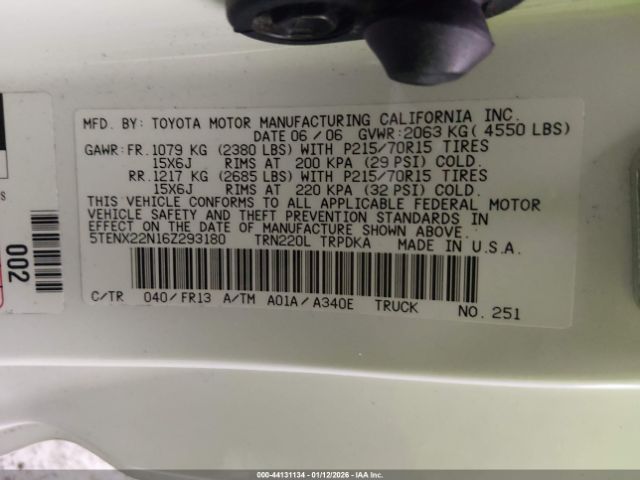 MFD. BY: TOYOTA MOTOR MANUFACTURING CALIFORNIA INC.
DATE 06/06 GVWR:2063 KG( 4550 LBS)
GAWR:FR.1079 KG (2380 LBS) WITH P215/70R15 TIRES
15X6J RIMS AT 200 KPA (29 PSI) COLD.
RR.1217 KG (2685 LBS) WITH P215/70R15 TIRES
15X6J RIMS AT 220 KPA (32 PSI) COLD.
THIS VEHICLE CONFORMS TO ALL APPLICABLE FEDERAL MOTOR
VEHICLE SAFETY AND THEFT PREVENTION STANDARDS IN
EFFECT ON THE DATE OF MANUFACTURE SHOWN ABOVE.
5TENX22N16Z293180 TRN220L TRPDKA MADE IN U.S.A.
C/TR 040/FR13 A/TM A01A/A340E TRUCK NO. 251
002
000-44131134 - 01/12/2026 - IAA Inc.